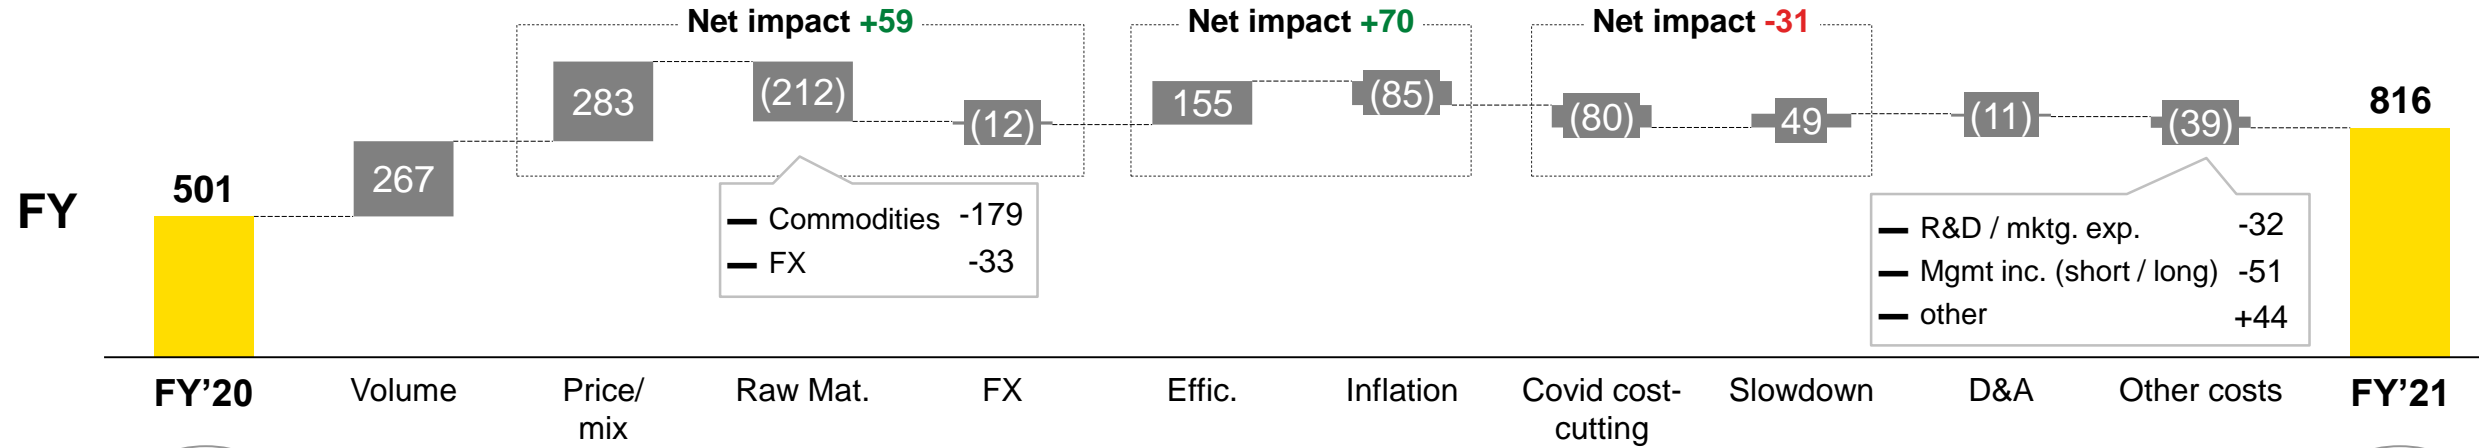 Net impact +59
Net impact +70
Net impact -31
283
(212)
(12)
155
(85)
(80)
49
(11)
(39)
816
501
267
FY
Commodities -179
FX -33
R&D / mktg. exp. -32
Mgmt inc. (short / long) -51
other +44
FY’20
Volume
Price/
mix
Raw Mat.
FX
Effic.
Inflation
Covid cost-
cutting
Slowdown
D&A
Other costs
FY’21